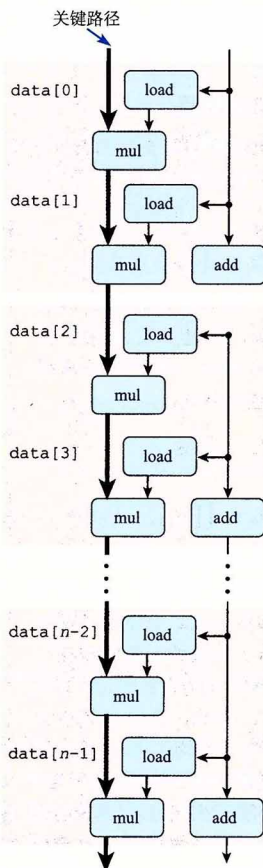 关键路径
data[0]
load
mul
data[1]
load
mul
add
data[2]
load
mul
data[3]
load
mul
add
data[n-2]
load
mul
data[n-1]
load
mul
add